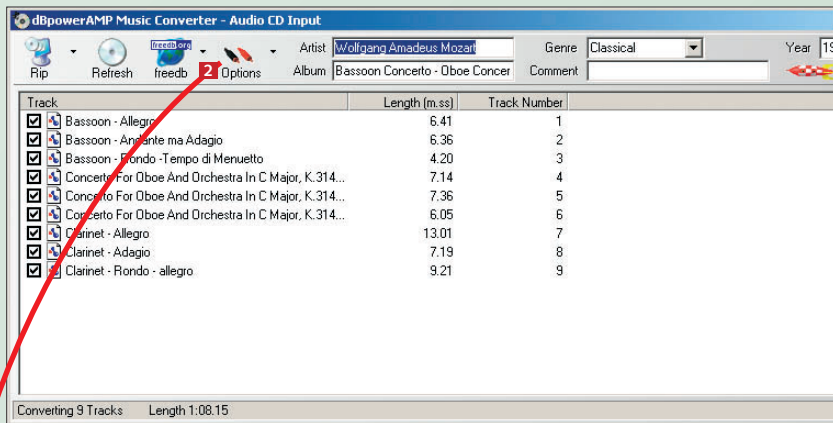 dBpowerAMP Music Converter - Audio CD Input
freedb.org
Artist Wolfgang Amadeus Mozart Genre Classical Year 19
Rip Refresh freedb 2 Options Album Bassoon Concerto - Oboe Concer Comment
Track Length (m.ss) Track Number
Bassoon - Allegro 6.41 1
Bassoon - Andante ma Adagio 6.36 2
Bassoon - Rondo -Tempo di Menuetto 4.20 3
Concerto For Oboe And Orchestra In C Major, K.314... 7.14 4
Concerto For Oboe And Orchestra In C Major, K.314... 7.36 5
Concerto For Oboe And Orchestra In C Major, K.314... 6.05 6
Clarinet - Allegro 13.01 7
Clarinet - Adagio 7.19 8
Clarinet - Rondo - allegro 9.21 9
Converting 9 Tracks Length 1:08.15